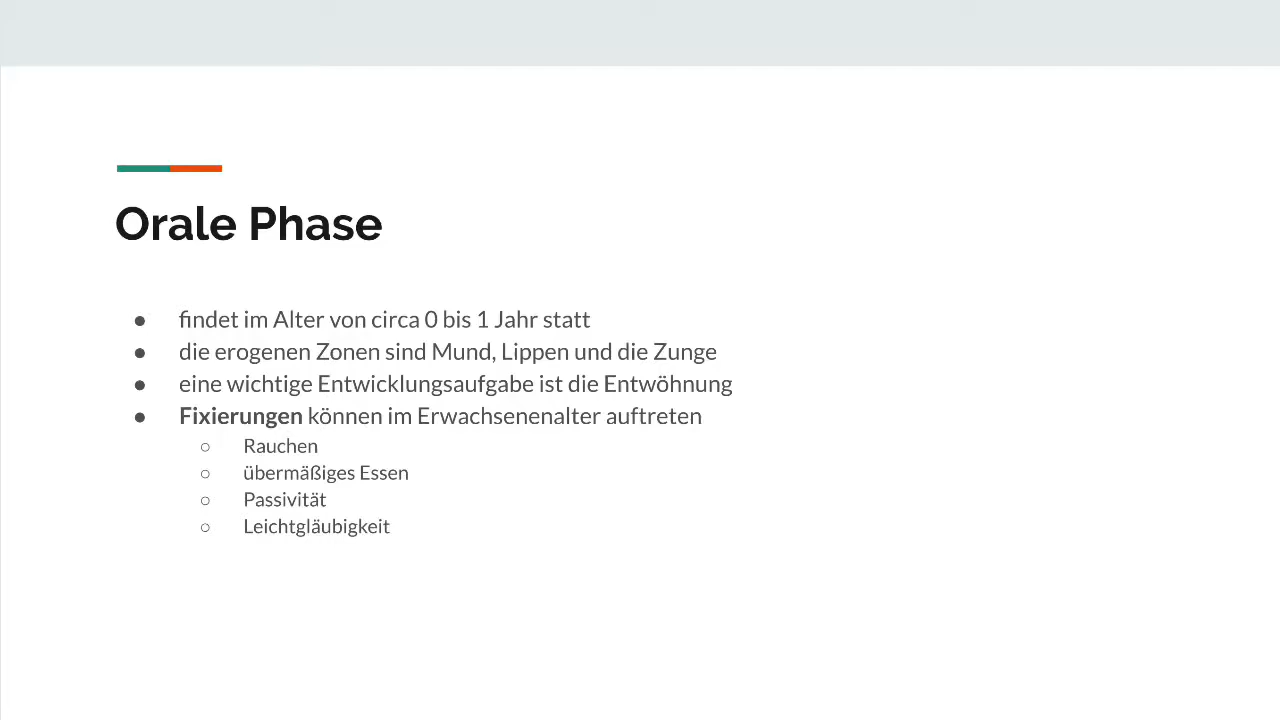 Orale Phase
● findet im Alter von circa 0 bis 1 Jahr statt
● die erogenen Zonen sind Mund, Lippen und die Zunge
● eine wichtige Entwicklungsaufgabe ist die Entwöhnung
● Fixierungen können im Erwachsenenalter auftreten
○ Rauchen
○ übermäßiges Essen
○ Passivität
○ Leichtgläubigkeit